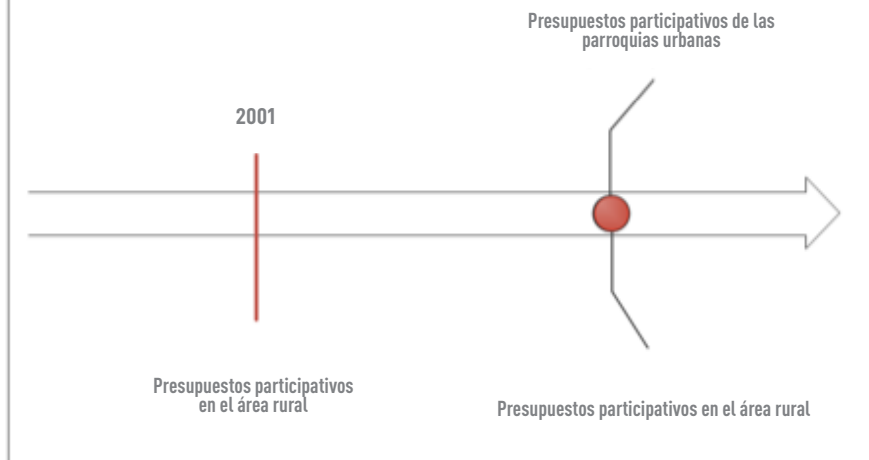 Presupuestos participativos de las
parroquias urbanas
2001
Presupuestos participativos
en el área rural
Presupuestos participativos en el área rural